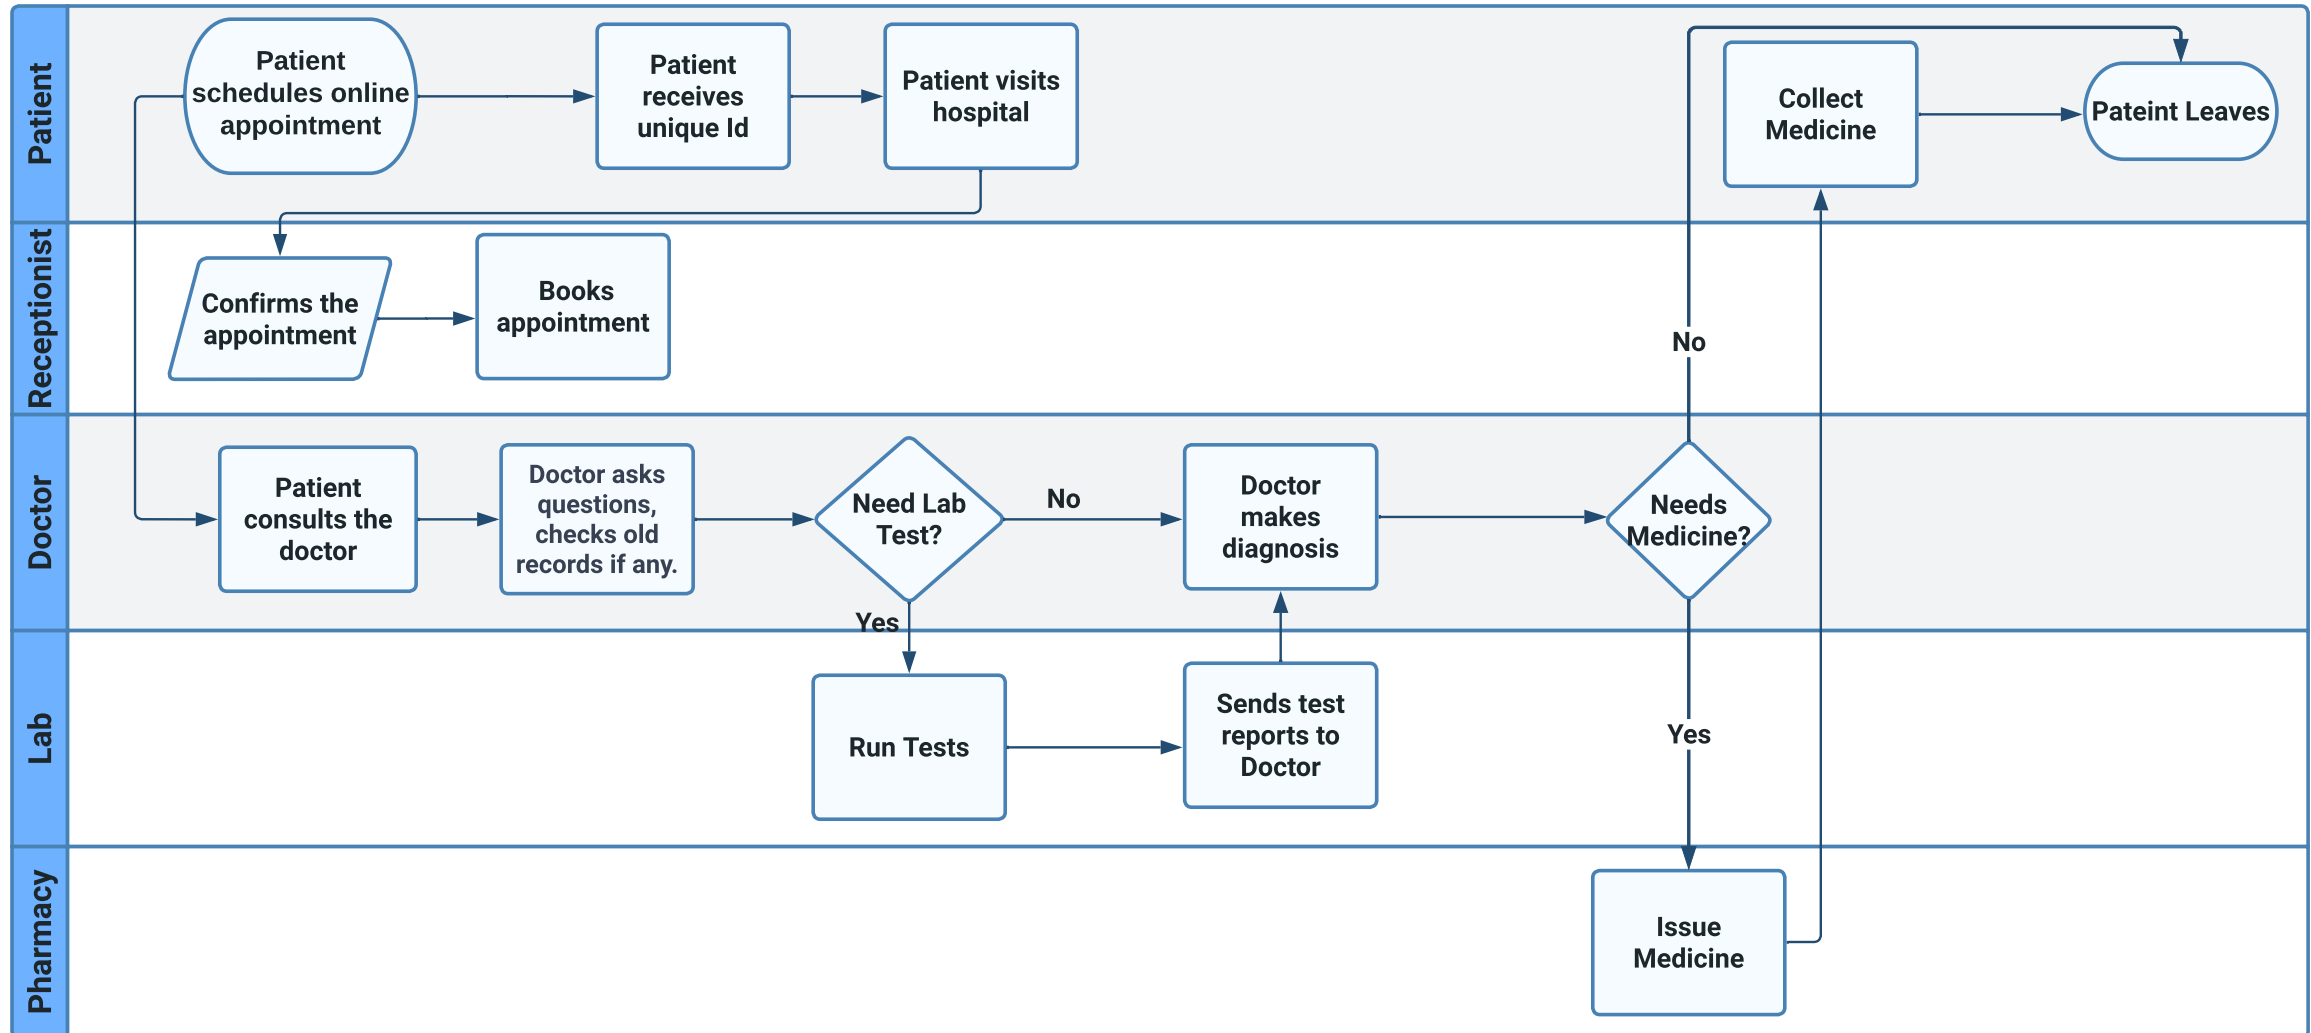 Patient
Patient
schedules online
appointment
Patient
receives
unique Id
Patient visits
hospital
Collect
Medicine
Pateint Leaves
Receptionist
Confirms the
appointment
Books
appointment
No
Doctor
Patient
consults the
doctor
Doctor asks
questions,
checks old
records if any.
Need Lab
Test?
No
Yes
Doctor
makes
diagnosis
Needs
Medicine?
Lab
Run Tests
Sends test
reports to
Doctor
Yes
Pharmacy
Issue
Medicine